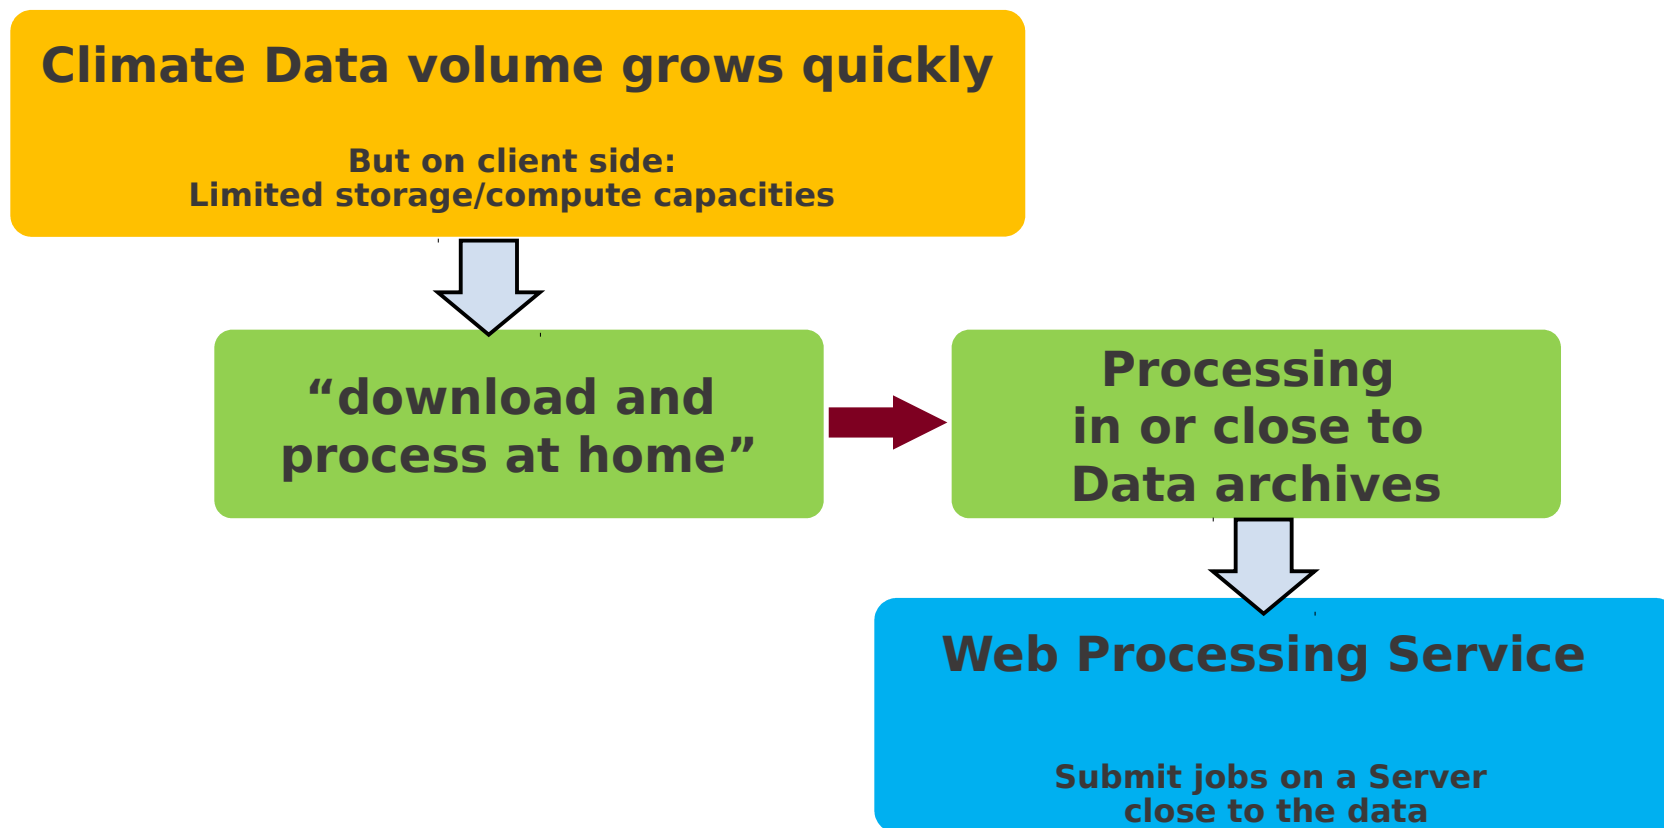 Climate Data volume grows quickly
But on client side:
Limited storage/compute capacities
“download and
process at home”
Processing
in or close to
Data archives
Web Processing Service
Submit jobs on a Server
close to the data